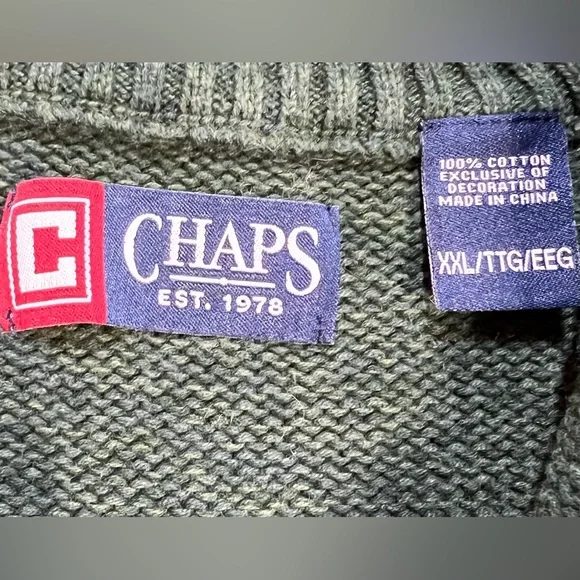 C
CHAPS
EST. 1978
100% COTTON
EXCLUSIVE OF
DECORATION
MADE IN CHINA
XXL/TTG/EEG